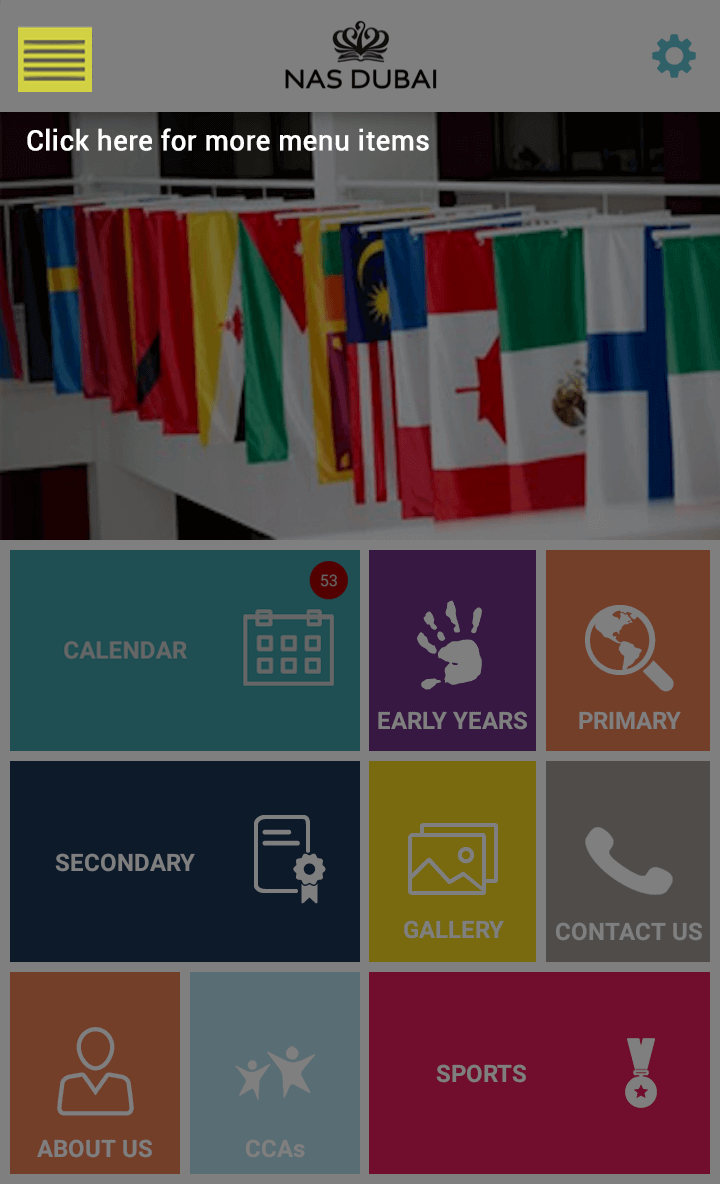 NAS DUBAI
Click here for more menu items
53
CALENDAR
EARLY YEARS
PRIMARY
SECONDARY
GALLERY
CONTACT US
ABOUT US
CCAs
SPORTS